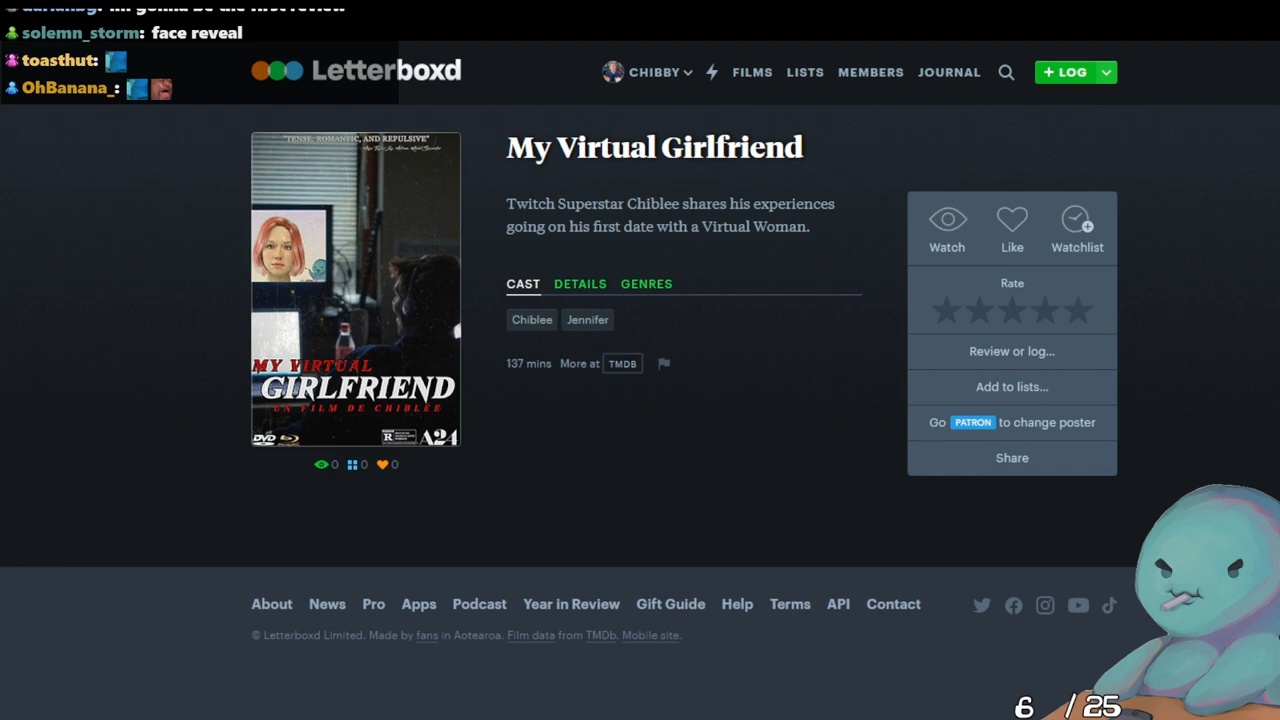 solemn_storm: face reveal
toasthut:
OhBanana_:
Letterboxd
CHIBBY
FILMS
LISTS
MEMBERS
JOURNAL
+ LOG
"TENSE, ROMANTIC, AND REPULSIVE"
MY VIRTUAL
GIRLFRIEND
UN FILM DE CHIBLEE
DVD
R
A24
0
0
0
My Virtual Girlfriend
Twitch Superstar Chiblee shares his experiences
going on his first date with a Virtual Woman.
CAST
DETAILS
GENRES
Chiblee
Jennifer
137 mins More at TMDB
Watch
Like
Watchlist
Rate
Review or log...
Add to lists...
Go PATRON to change poster
Share
About
News
Pro
Apps
Podcast
Year in Review
Gift Guide
Help
Terms
API
Contact
© Letterboxd Limited. Made by fans in Aotearoa. Film data from TMDb. Mobile site.
6 / 25